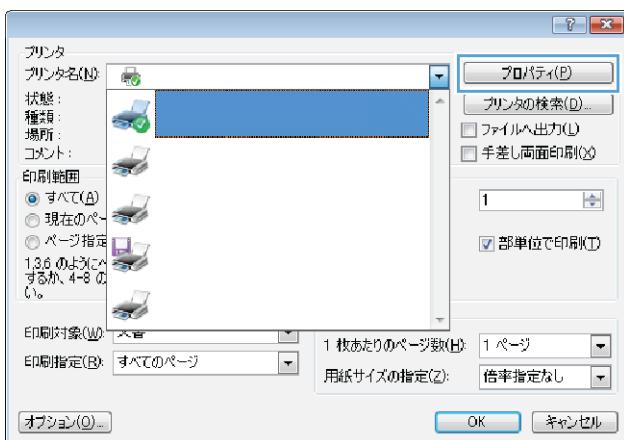 プリンタ
プリンタ名(N):
プロパティ(P)
状態:
プリンタの検索(D)...
種類:
ファイルへ出力(L)
場所:
コメント:
手差し両面印刷(X)
印刷範囲
すべて(A)
1
現在のペー
ページ指定
部単位で印刷(T)
1,3,6 のように
するか、4-8 の
い。
印刷対象(W):
1 枚あたりのページ数(H):
1 ページ
印刷指定(R):
すべてのページ
用紙サイズの指定(Z):
倍率指定なし
オプション(O)...
OK
キャンセル